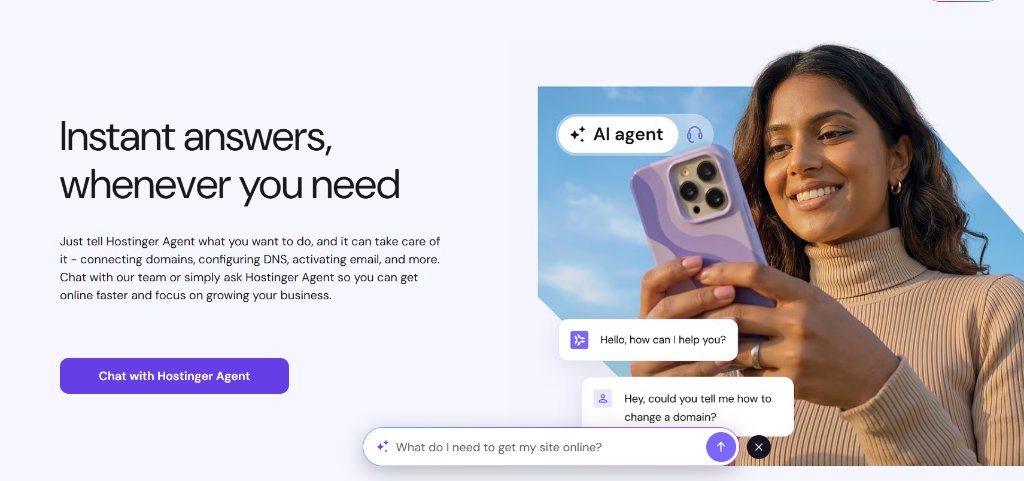 Instant answers,
whenever you need
Just tell Hostinger Agent what you want to do, and it can take care of
it - connecting domains, configuring DNS, activating email, and more.
Chat with our team or simply ask Hostinger Agent so you can get
online faster and focus on growing your business.
Chat with Hostinger Agent
AI agent
Hello, how can I help you?
Hey, could you tell me how to
change a domain?
What do I need to get my site online?